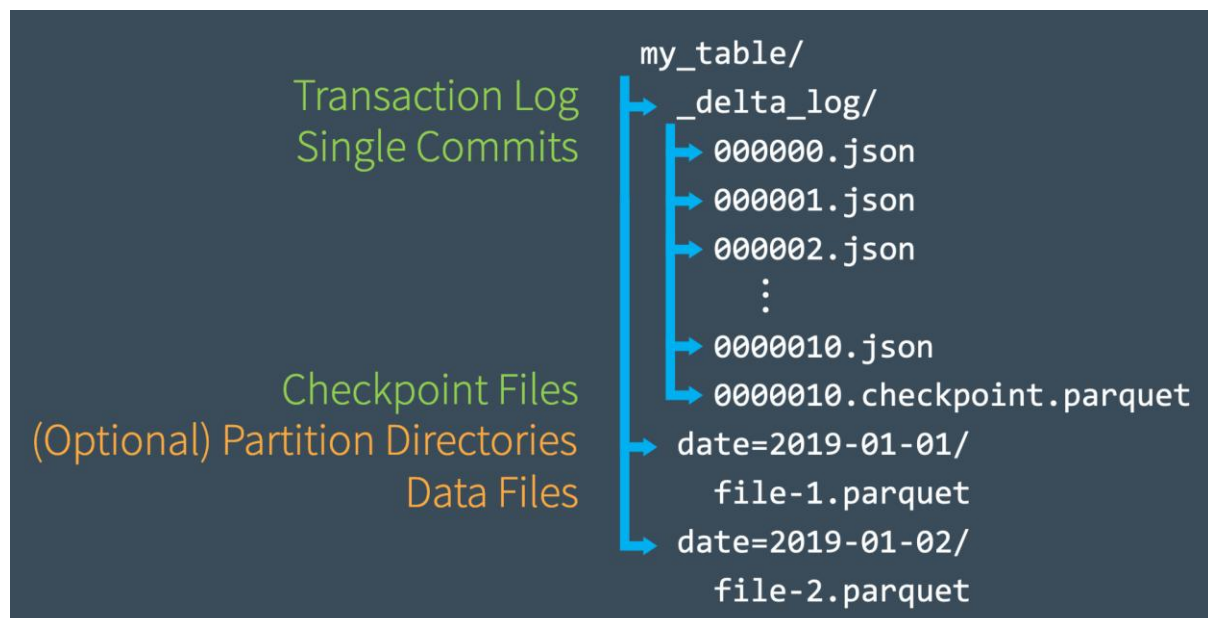 my_table/
Transaction Log
_delta_log/
Single Commits
000000.json
000001.json
000002.json
⋮
0000010.json
Checkpoint Files
0000010.checkpoint.parquet
(Optional) Partition Directories
date=2019-01-01/
Data Files
file-1.parquet
date=2019-01-02/
file-2.parquet